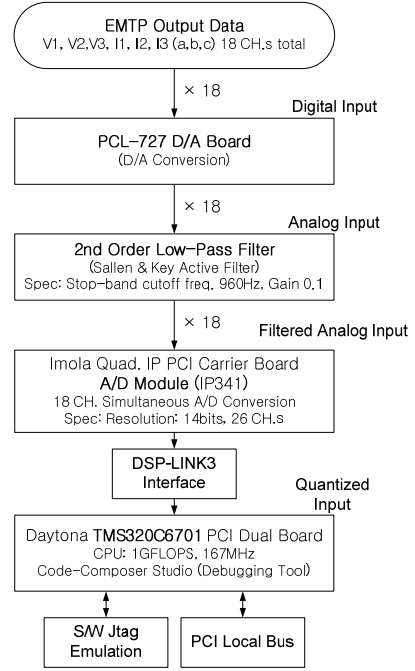 EMTP Output Data
V1, V2,V3, I1, I2, I3 (a,b,c) 18 CH.s total
× 18
Digital Input
PCL-727 D/A Board
(D/A Conversion)
× 18
Analog Input
2nd Order Low-Pass Filter
(Sallen & Key Active Filter)
Spec: Stop-band cutoff freq. 960Hz, Gain 0.1
× 18
Filtered Analog Input
Imola Quad. IP PCI Carrier Board
A/D Module (IP341)
18 CH. Simultaneous A/D Conversion
Spec: Resolution: 14bits, 26 CH.s
DSP-LINK3
Interface
Quantized
Input
Daytona TMS320C6701 PCI Dual Board
CPU: 1GFLOPS, 167MHz
Code-Composer Studio (Debugging Tool)
S/W Jtag
Emulation
PCI Local Bus